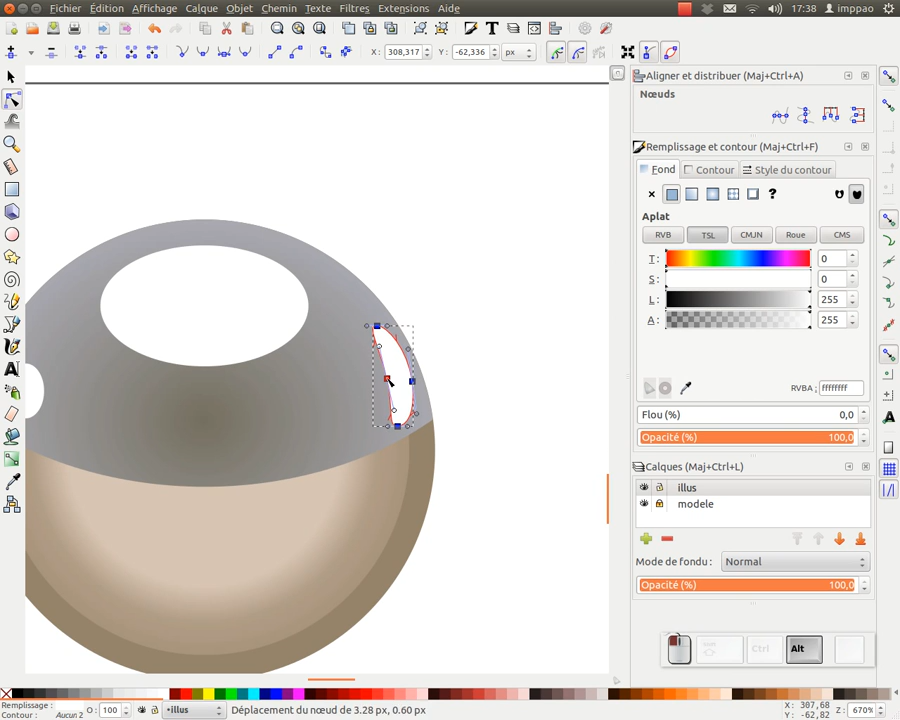 Fichier Édition Affichage Calque Objet Chemin Texte Filtres Extensions Aide 17:38 imppao
X: 308,317 Y: -62,336 px
Aligner et distribuer (Maj+Ctrl+A)
Nœuds
Remplissage et contour (Maj+Ctrl+F)
Fond Contour Style du contour
?
Aplat
RVB TSL CMJN Roue CMS
T: 0
S: 0
L: 255
A: 255
RVBA: ffffffff
Flou (%) 0,0
Opacité (%) 100,0
Calques (Maj+Ctrl+L)
illus
modele
Mode de fondu: Normal
Opacité (%) 100,0
Ctrl Alt
Remplissage :
Contour : Aucun 2
O: 100 •illus Déplacement du nœud de 3.28 px, 0.60 px X: 307,68
Y: -62,82 Z: 670%